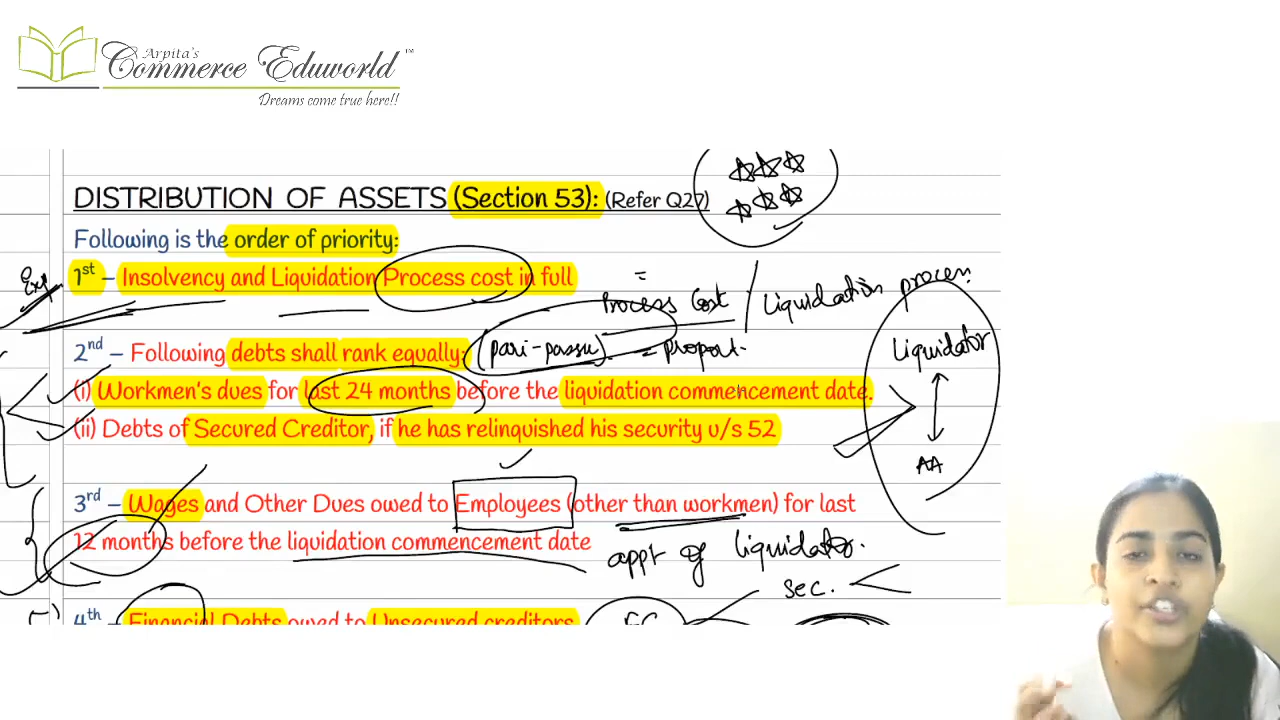 Arpita's
Commerce Eduworld™
Dreams come true here!!
DISTRIBUTION OF ASSETS (Section 53): (Refer Q27)
Following is the order of priority:
Exp
1st – Insolvency and Liquidation Process cost in full
= Process Cost / Liquidation process.
2nd – Following debts shall rank equally: (pari-passu). = proport.
Liquidator
AA
(i) Workmen's dues for last 24 months before the liquidation commencement date.
(ii) Debts of Secured Creditor, if he has relinquished his security u/s 52
3rd – Wages and Other Dues owed to Employees (other than workmen) for last
12 months before the liquidation commencement date
appt of liquidator.
sec.
4th – Financial Debts owed to Unsecured creditors